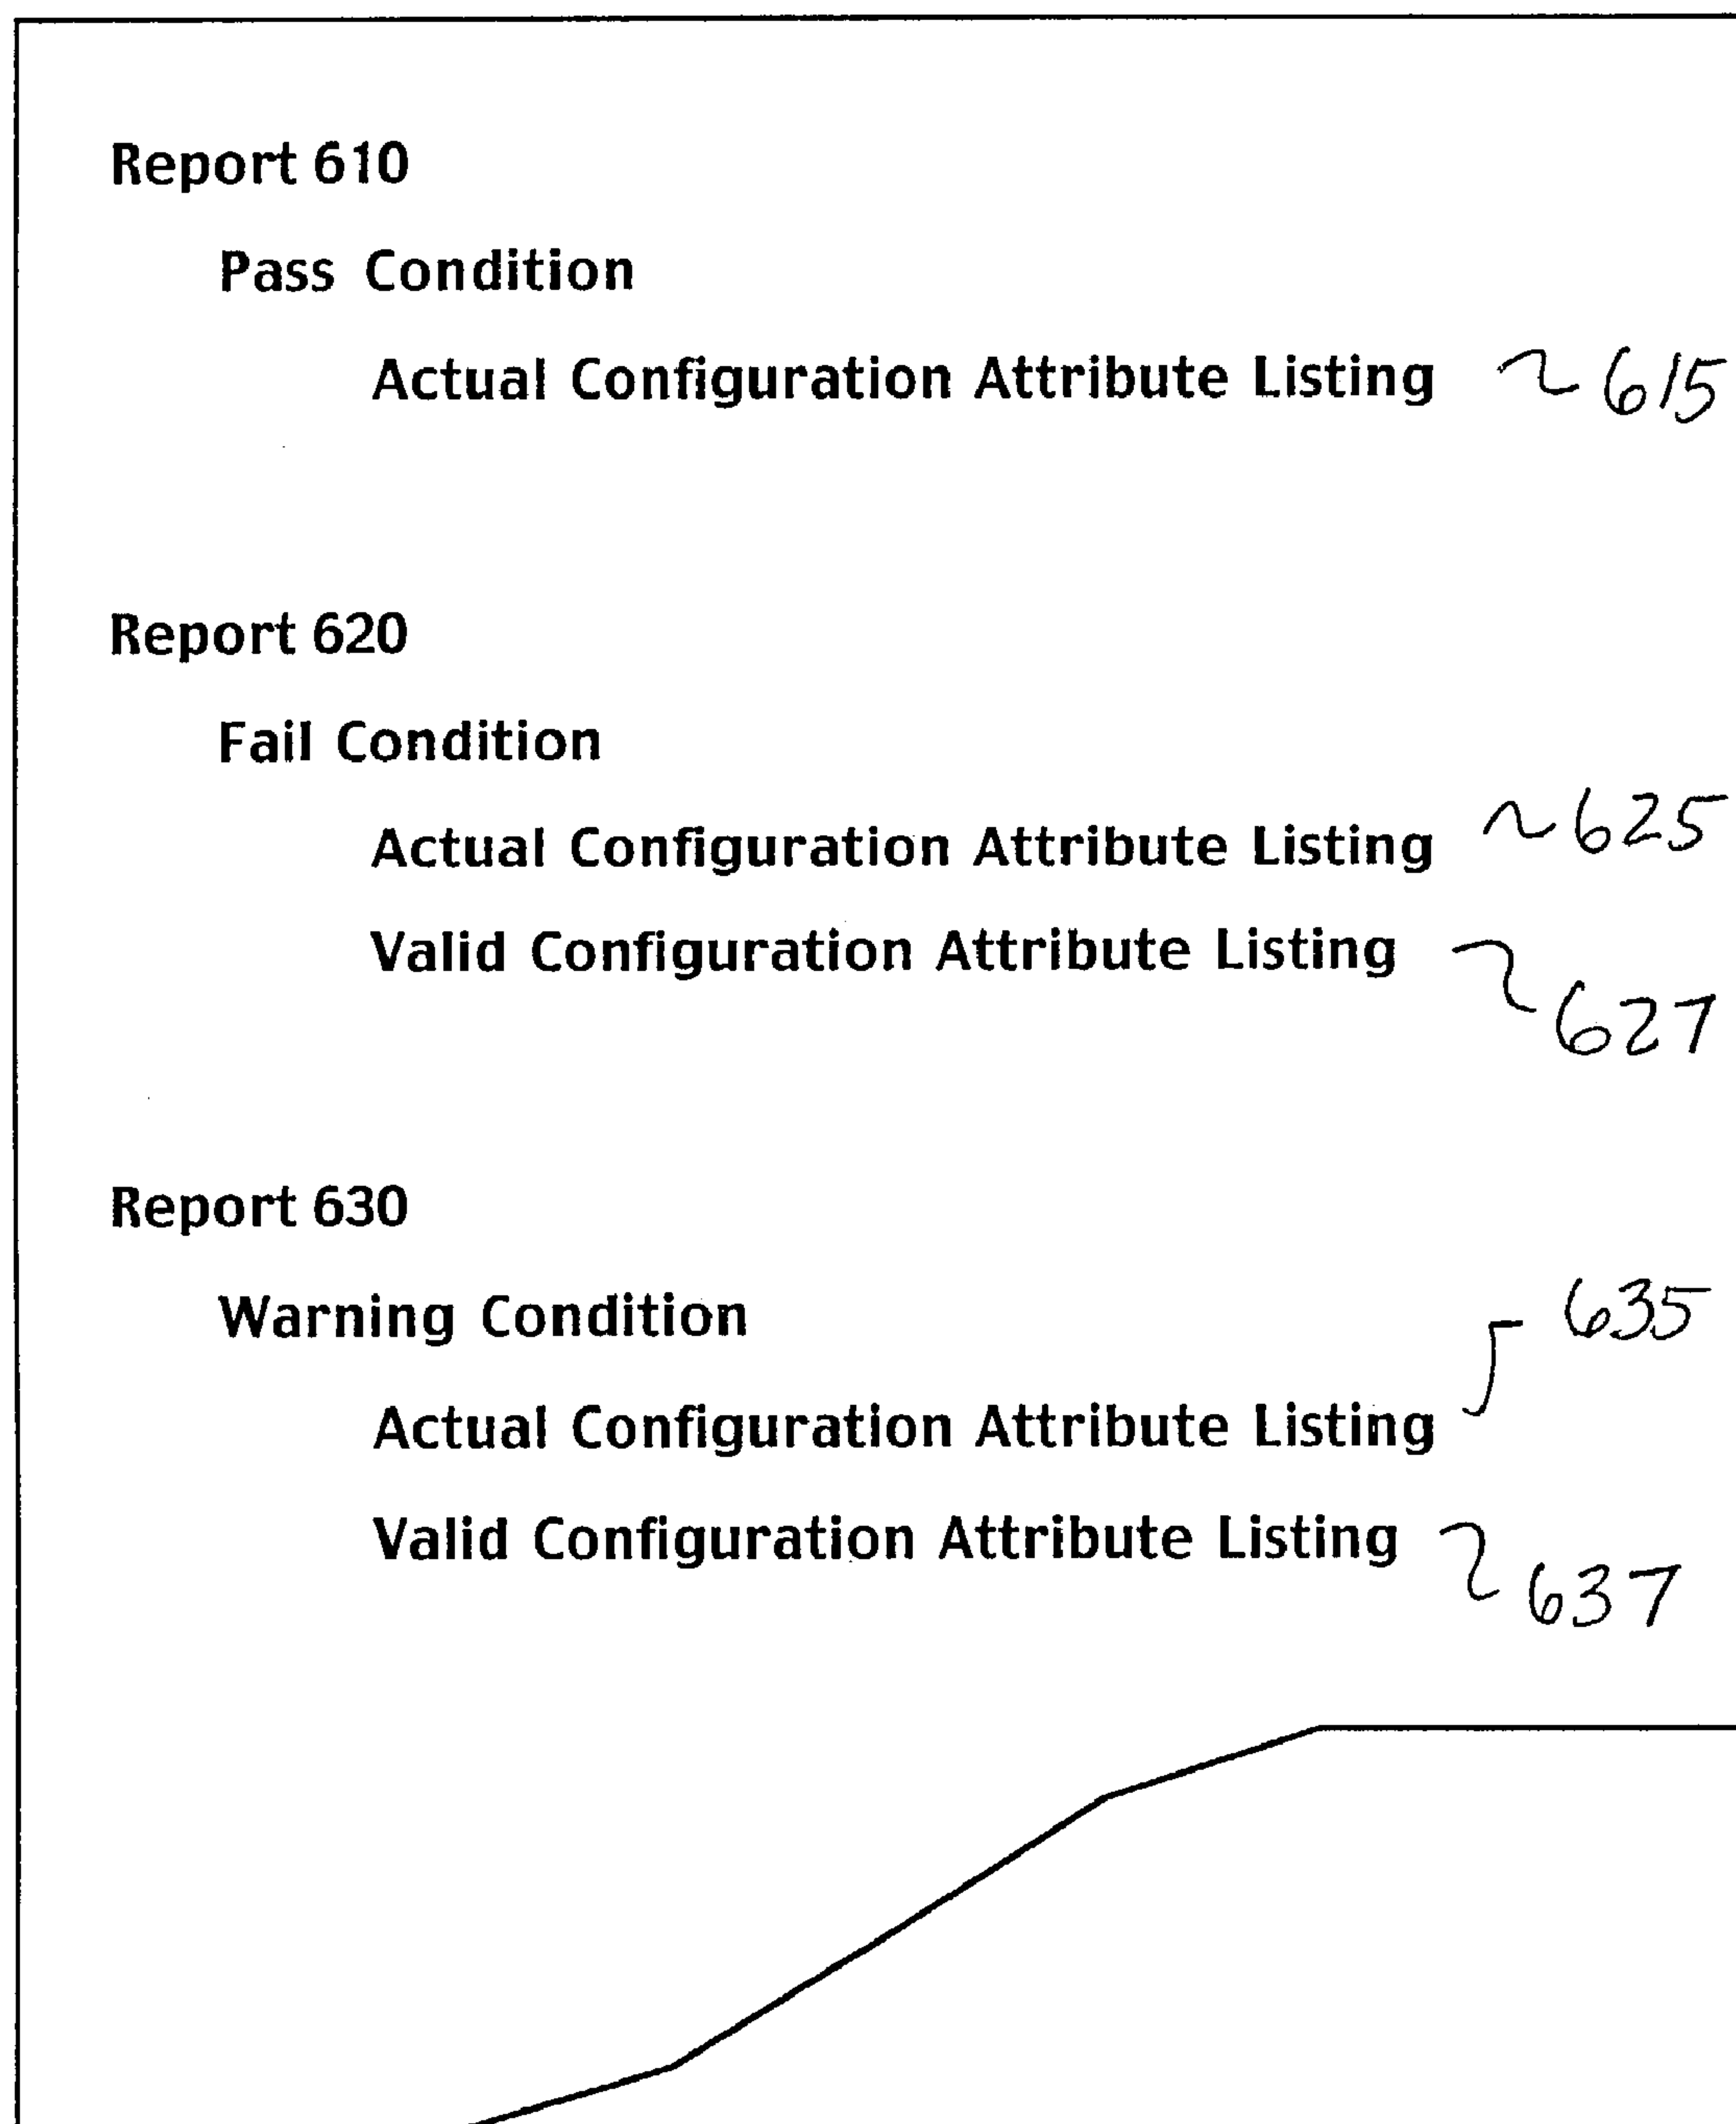 Report 610
Pass Condition
Actual Configuration Attribute Listing 615
Report 620
Fail Condition
Actual Configuration Attribute Listing 625
Valid Configuration Attribute Listing 627
Report 630
Warning Condition
635
Actual Configuration Attribute Listing
Valid Configuration Attribute Listing 637